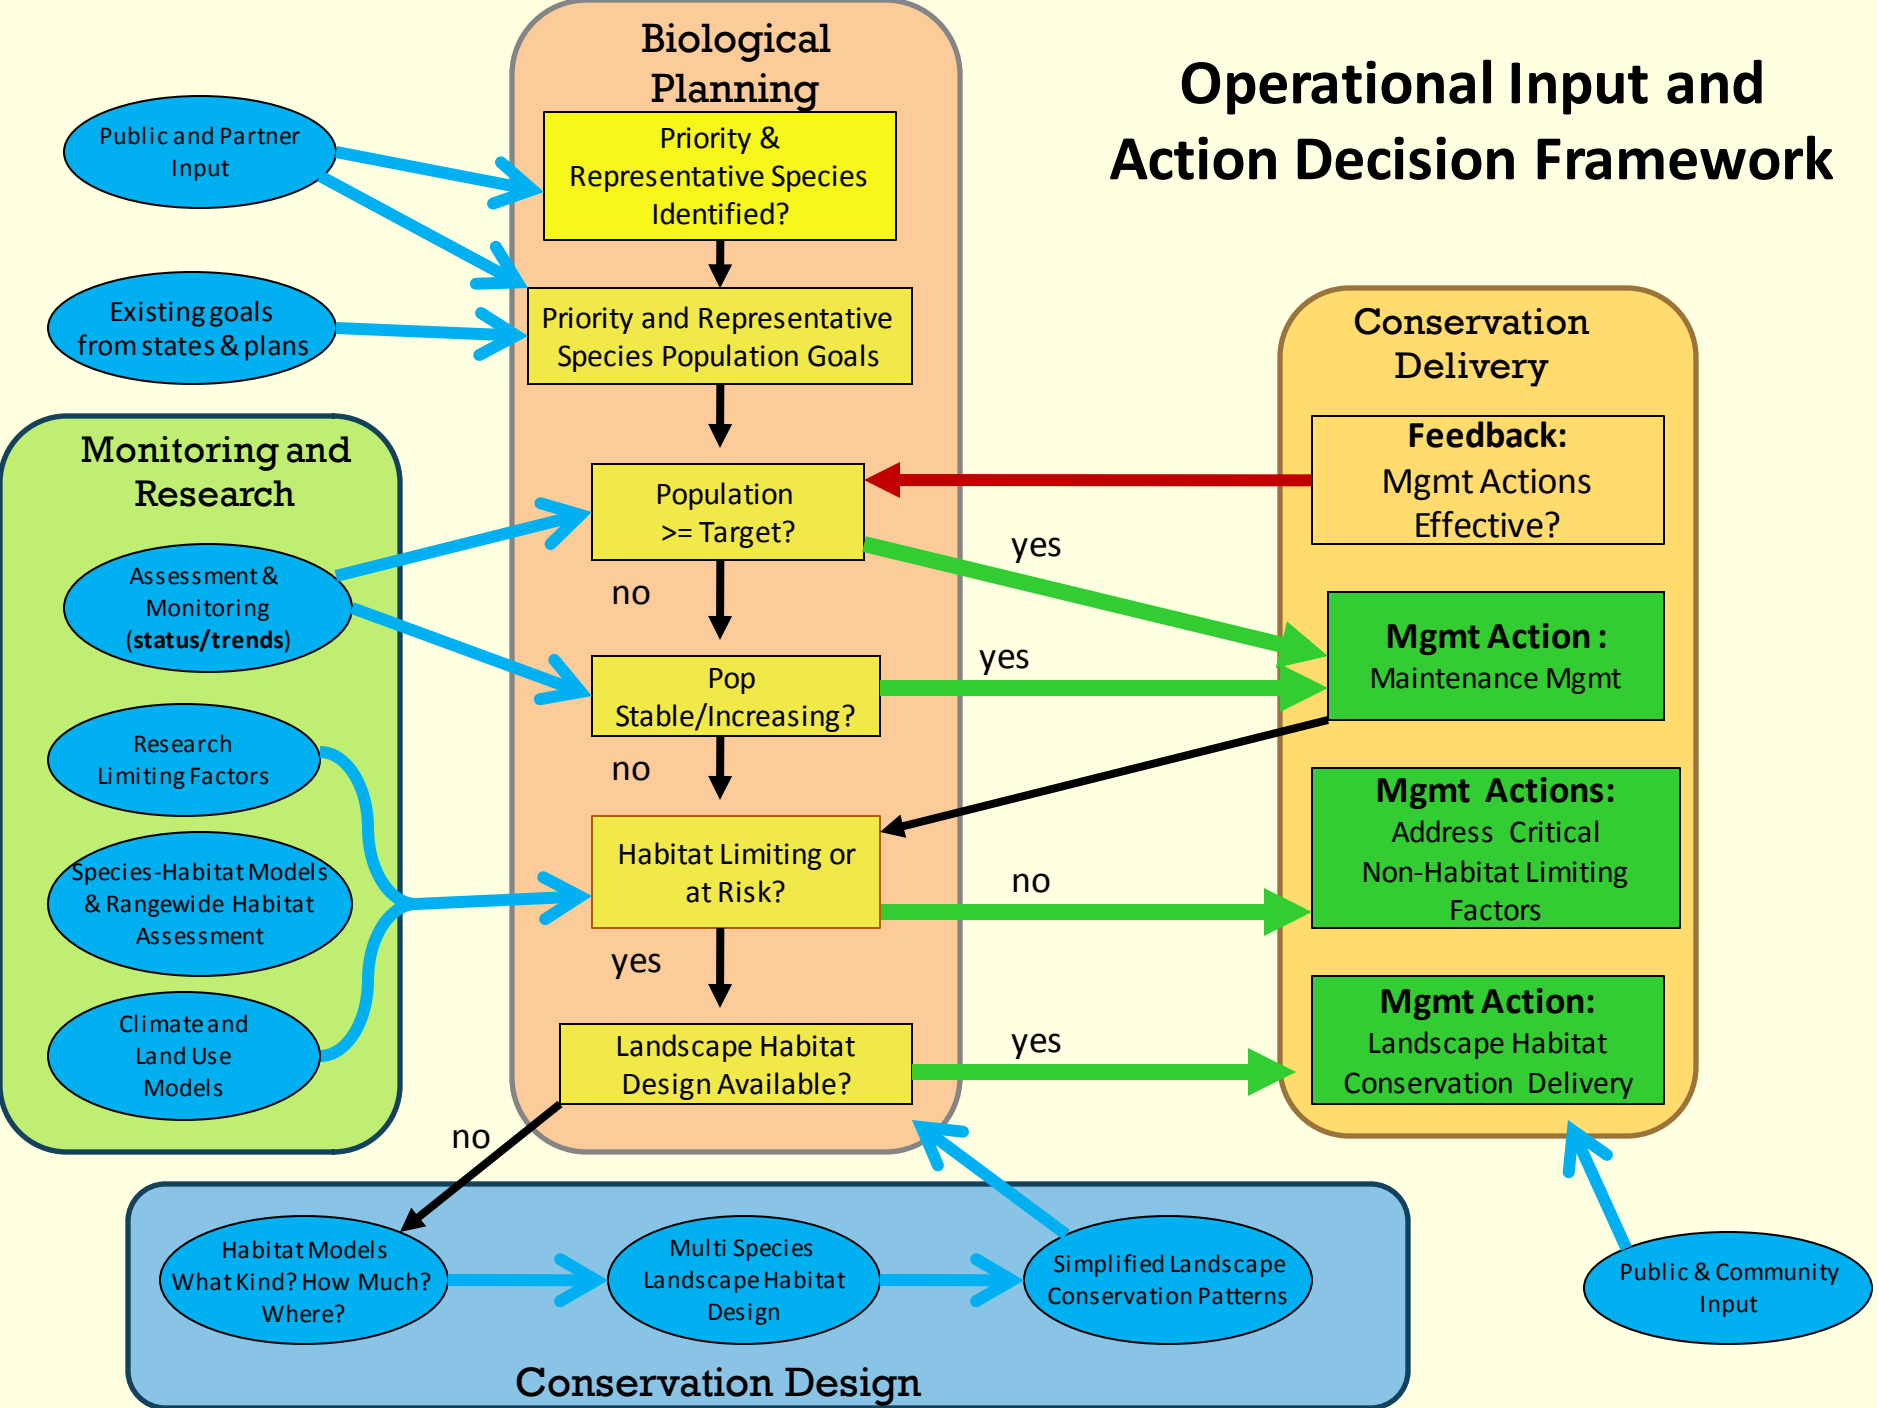 Operational Input and
Action Decision Framework
Biological
Planning
Priority &
Representative Species
Identified?
Priority and Representative
Species Population Goals
Population
>= Target?
yes
no
Pop
Stable/Increasing?
yes
no
Habitat Limiting or
at Risk?
no
yes
Landscape Habitat
Design Available?
yes
no
Public and Partner
Input
Existing goals
from states & plans
Monitoring and
Research
Assessment &
Monitoring
(status/trends)
Research
Limiting Factors
Species-Habitat Models
& Rangewide Habitat
Assessment
Climate and
Land Use
Models
Conservation
Delivery
Feedback:
Mgmt Actions
Effective?
Mgmt Action :
Maintenance Mgmt
Mgmt Actions:
Address Critical
Non-Habitat Limiting
Factors
Mgmt Action:
Landscape Habitat
Conservation Delivery
Habitat Models
What Kind? How Much?
Where?
Multi Species
Landscape Habitat
Design
Simplified Landscape
Conservation Patterns
Conservation Design
Public & Community
Input